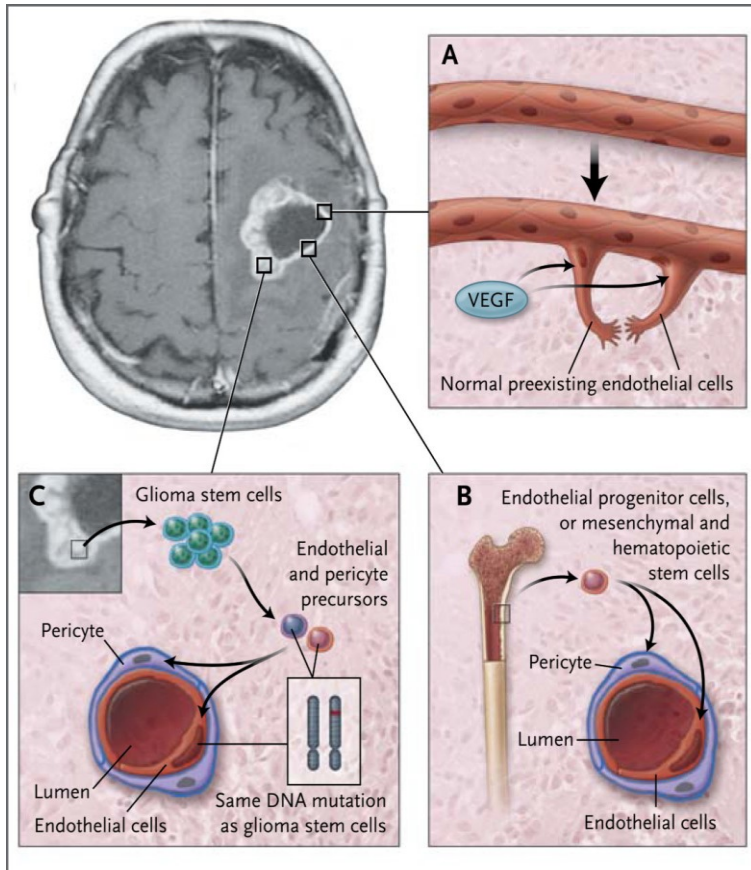 A
VEGF
Normal preexisting endothelial cells
C
Glioma stem cells
Endothelial
and pericyte
precursors
Pericyte
Lumen
Endothelial cells
Same DNA mutation
as glioma stem cells
B
Endothelial progenitor cells,
or mesenchymal and
hematopoietic
stem cells
Pericyte
Lumen
Endothelial cells